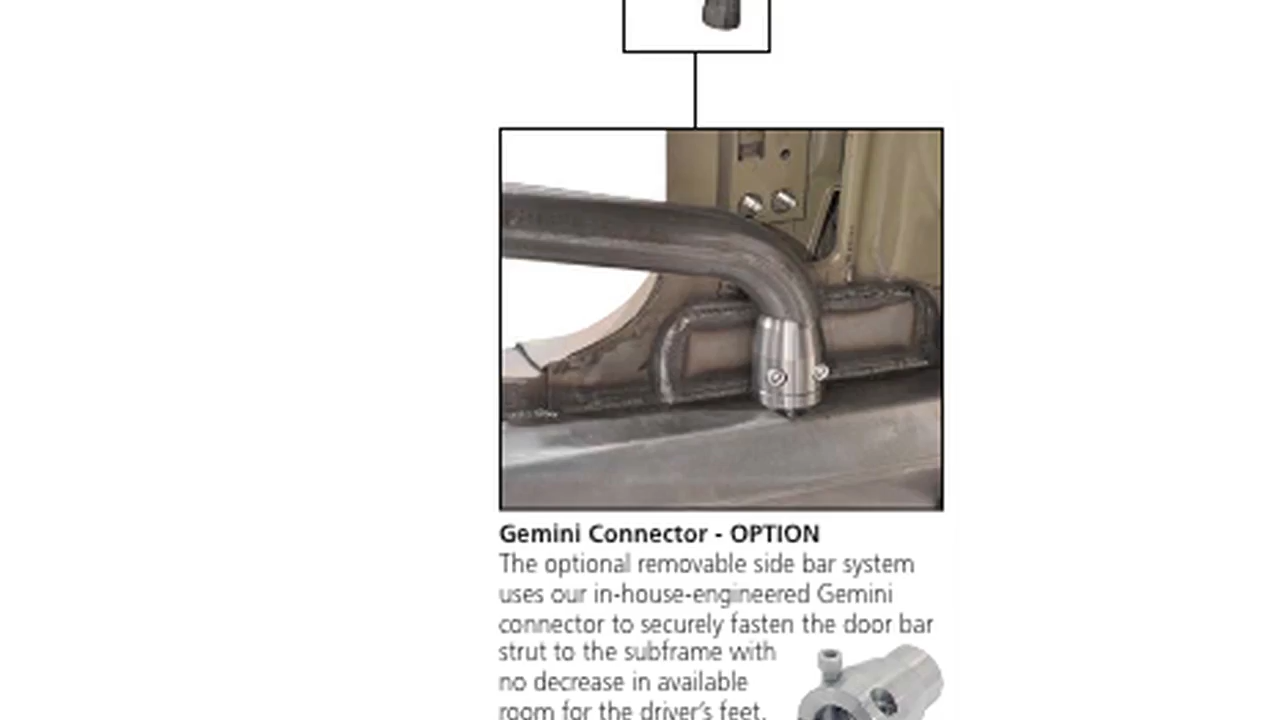 Gemini Connector - OPTION
The optional removable side bar system
uses our in-house-engineered Gemini
connector to securely fasten the door bar
strut to the subframe with
no decrease in available
room for the driver's feet.